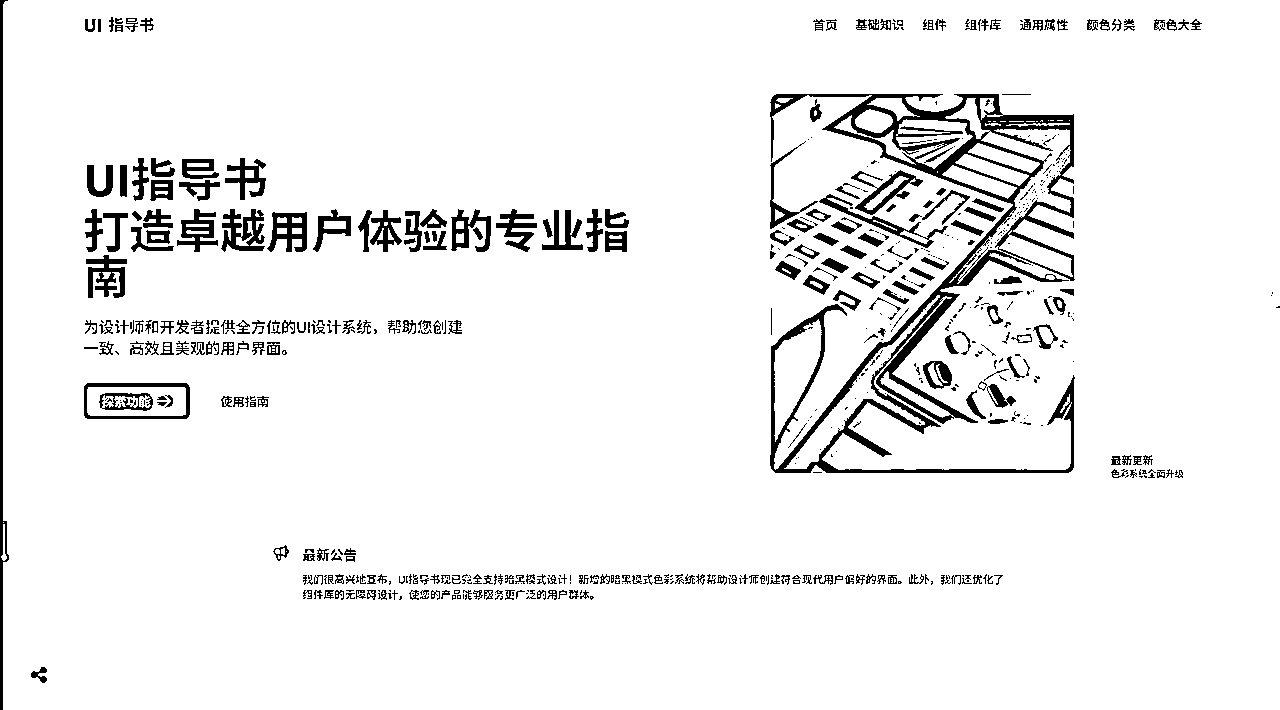 UI 指导书
首页 基础知识 组件 组件库 通用属性 颜色分类 颜色大全
UI指导书
打造卓越用户体验的专业指
南
为设计师和开发者提供全方位的UI设计系统，帮助您创建
一致、高效且美观的用户界面。
探索功能
使用指南
最新更新
色彩系统全面升级
最新公告
我们很高兴地宣布，UI指导书现已完全支持暗黑模式设计！新增的暗黑模式色彩系统将帮助设计师创建符合现代用户偏好的界面。此外，我们还优化了
组件库的无障碍设计，使您的产品能够服务更广泛的用户群体。